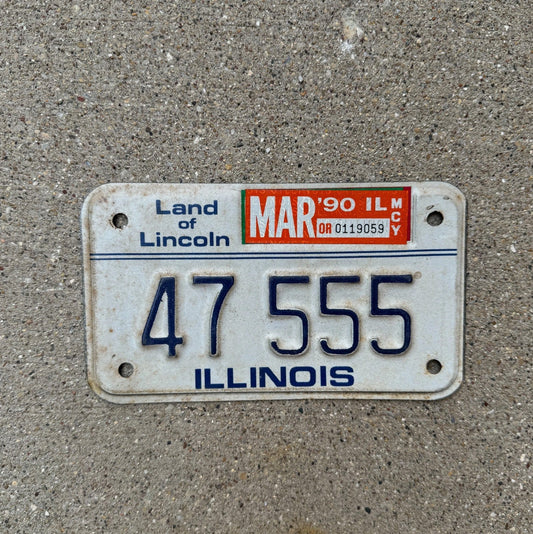 Land
of
Lincoln
MAR '90 IL
MCY
OR 0119059
47 555
ILLINOIS